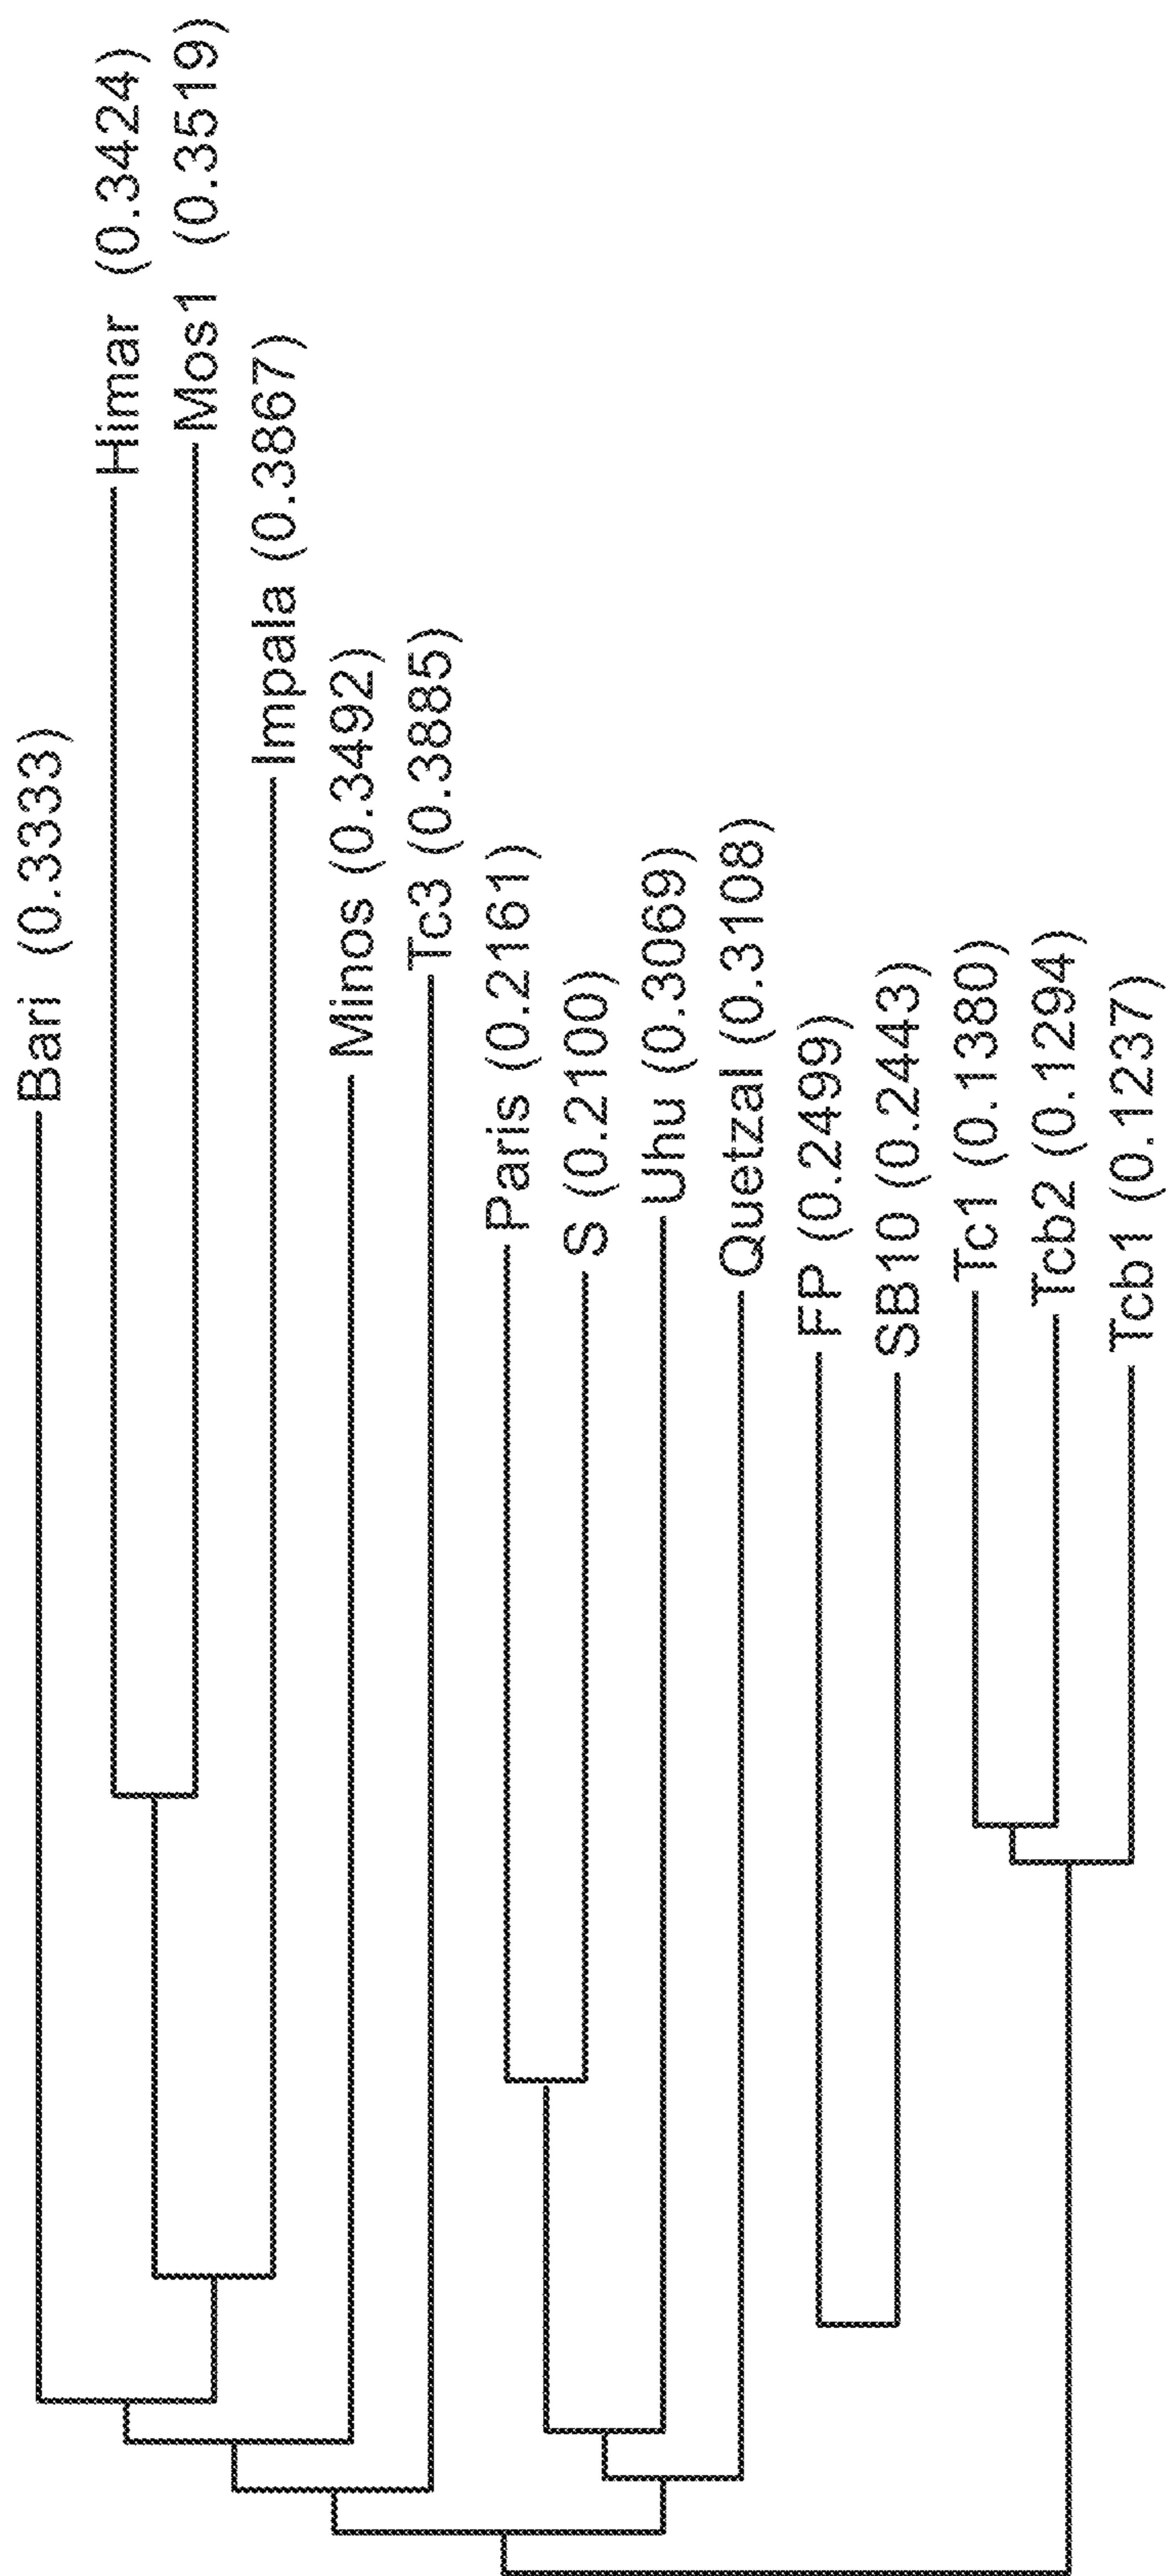 Bari (0.3333)
Himar (0.3424)
Mos1 (0.3519)
Impala (0.3867)
Minos (0.3492)
Tc3 (0.3885)
Paris (0.2161)
S (0.2100)
Uhu (0.3069)
Quetzal (0.3108)
FP (0.2499)
SB10 (0.2443)
Tc1 (0.1380)
Tcb2 (0.1294)
Tcb1 (0.1237)